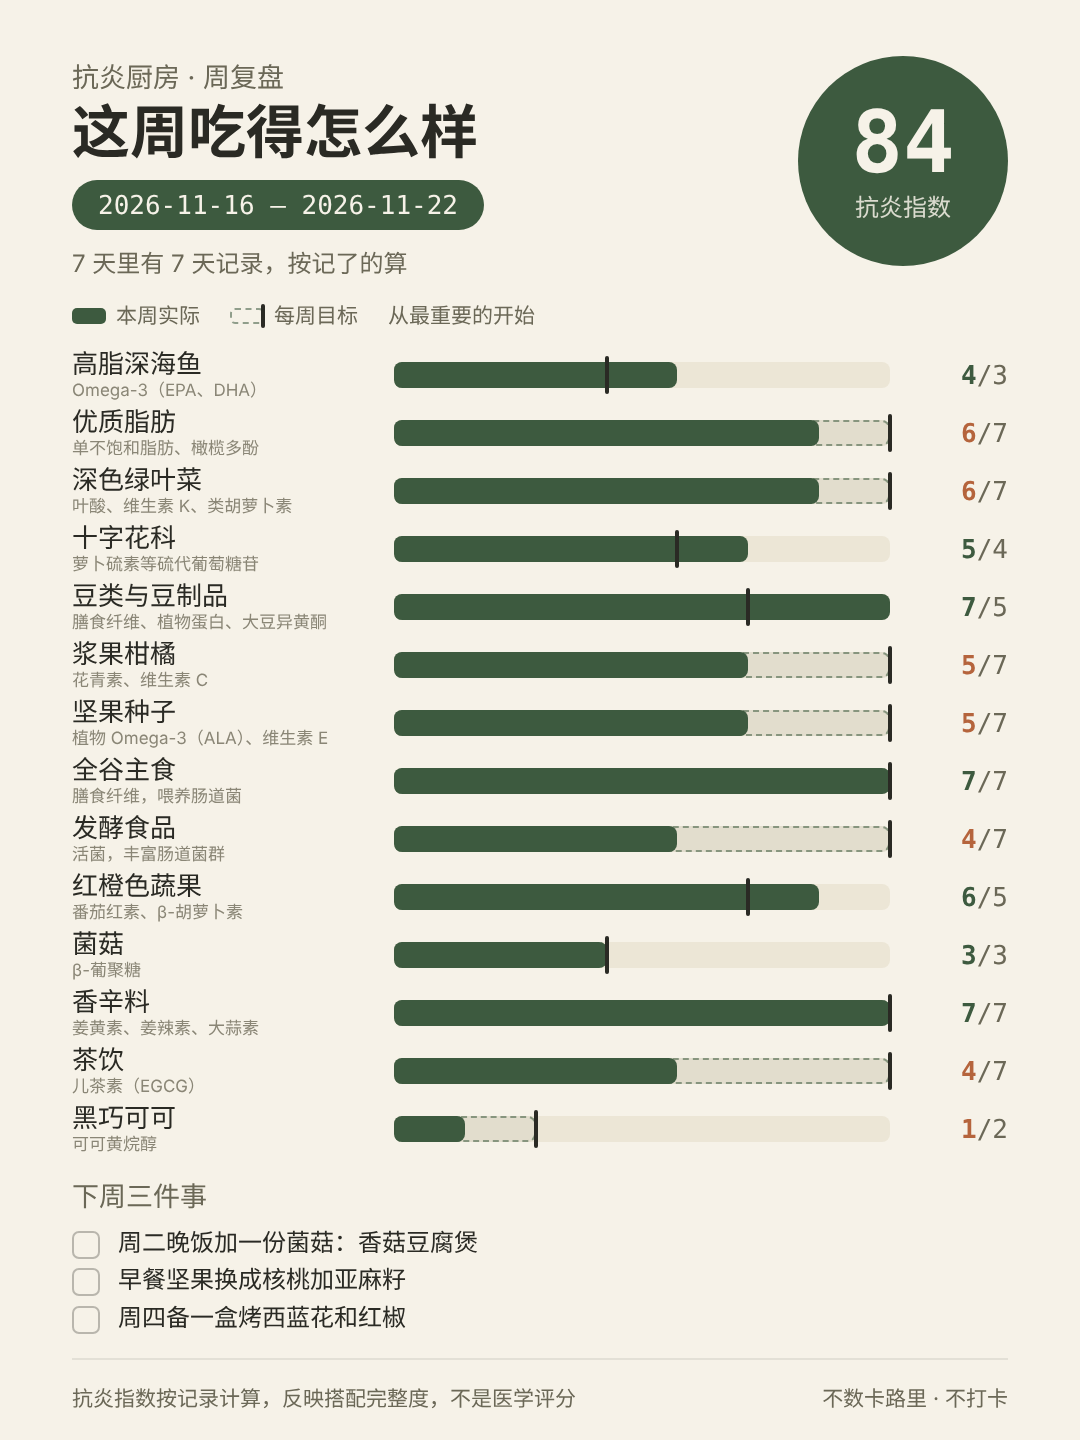 抗炎厨房 · 周复盘
这周吃得怎么样
2026-11-16 — 2026-11-22
84
抗炎指数
7 天里有 7 天记录，按记了的算
本周实际 每周目标 从最重要的开始
高脂深海鱼 4/3
Omega-3（EPA、DHA）
优质脂肪 6/7
单不饱和脂肪、橄榄多酚
深色绿叶菜 6/7
叶酸、维生素 K、类胡萝卜素
十字花科 5/4
萝卜硫素等硫代葡萄糖苷
豆类与豆制品 7/5
膳食纤维、植物蛋白、大豆异黄酮
浆果柑橘 5/7
花青素、维生素 C
坚果种子 5/7
植物 Omega-3（ALA）、维生素 E
全谷主食 7/7
膳食纤维，喂养肠道菌
发酵食品 4/7
活菌，丰富肠道菌群
红橙色蔬果 6/5
番茄红素、β-胡萝卜素
菌菇 3/3
β-葡聚糖
香辛料 7/7
姜黄素、姜辣素、大蒜素
茶饮 4/7
儿茶素（EGCG）
黑巧可可 1/2
可可黄烷醇
下周三件事
周二晚饭加一份菌菇：香菇豆腐煲
早餐坚果换成核桃加亚麻籽
周四备一盒烤西蓝花和红椒
抗炎指数按记录计算，反映搭配完整度，不是医学评分
不数卡路里 · 不打卡